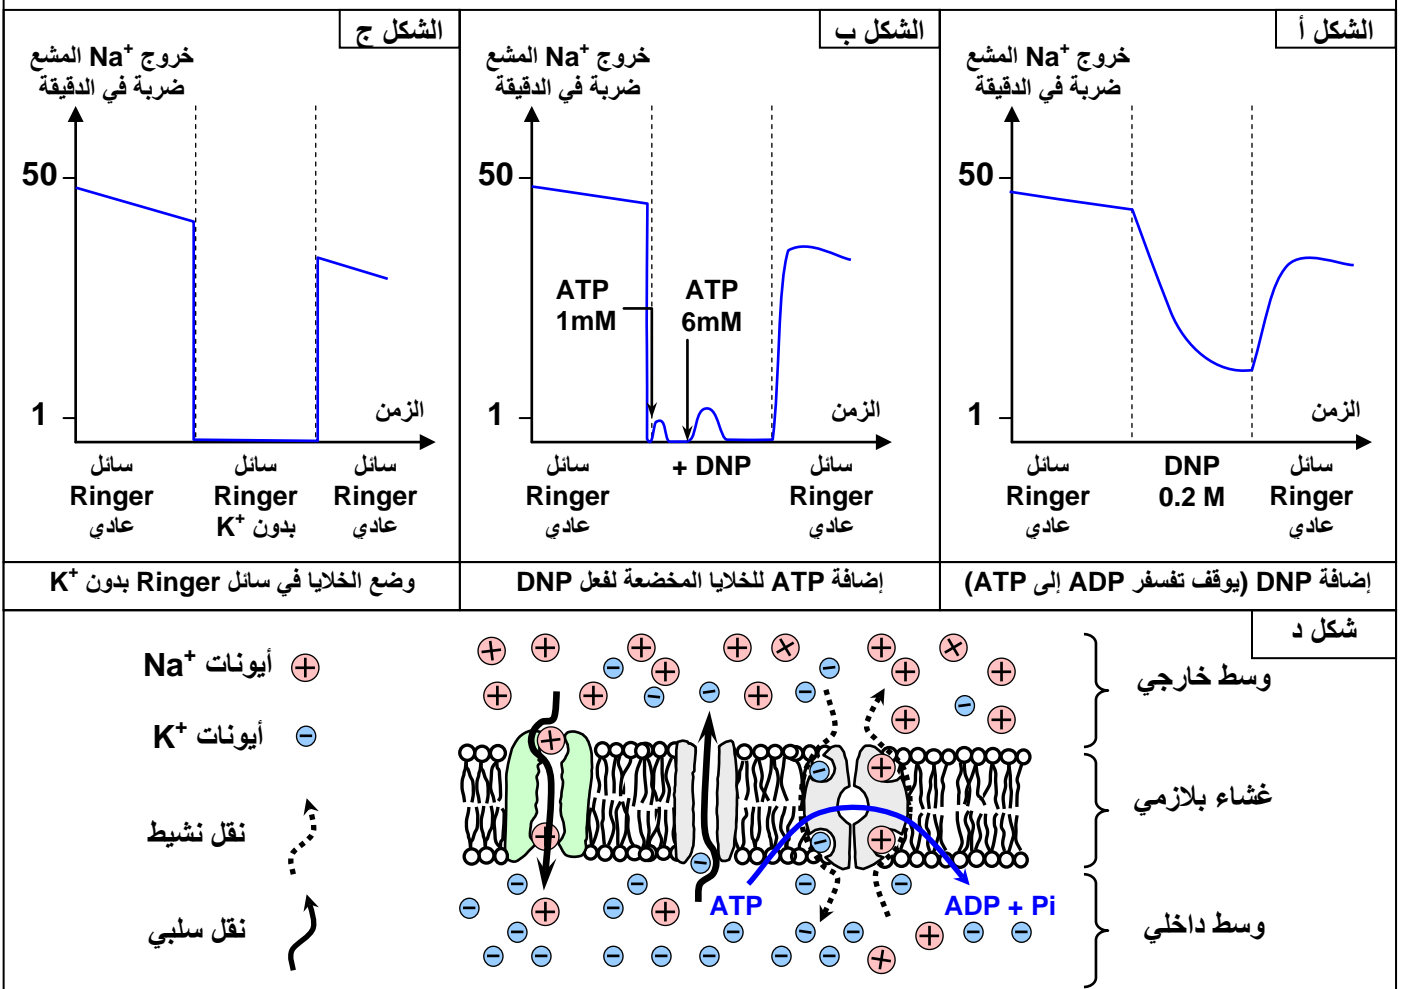 الشكل أ
خروج Na⁺ المشع
ضربة في الدقيقة
50
1
الزمن
سائل
Ringer
عادي
DNP
0.2 M
سائل
Ringer
عادي
إضافة DNP (يوقف تفسفر ADP إلى ATP)
الشكل ب
خروج Na⁺ المشع
ضربة في الدقيقة
50
ATP
1mM
ATP
6mM
1
الزمن
سائل
Ringer
عادي
+ DNP
سائل
Ringer
عادي
إضافة ATP للخلايا المخضعة لفعل DNP
الشكل ج
خروج Na⁺ المشع
ضربة في الدقيقة
50
1
الزمن
سائل
Ringer
عادي
سائل
Ringer
بدون K⁺
سائل
Ringer
عادي
وضع الخلايا في سائل Ringer بدون K⁺
شكل د
وسط خارجي
غشاء بلازمي
وسط داخلي
ATP
ADP + Pi
أيونات Na⁺
أيونات K⁺
نقل نشيط
نقل سلبي